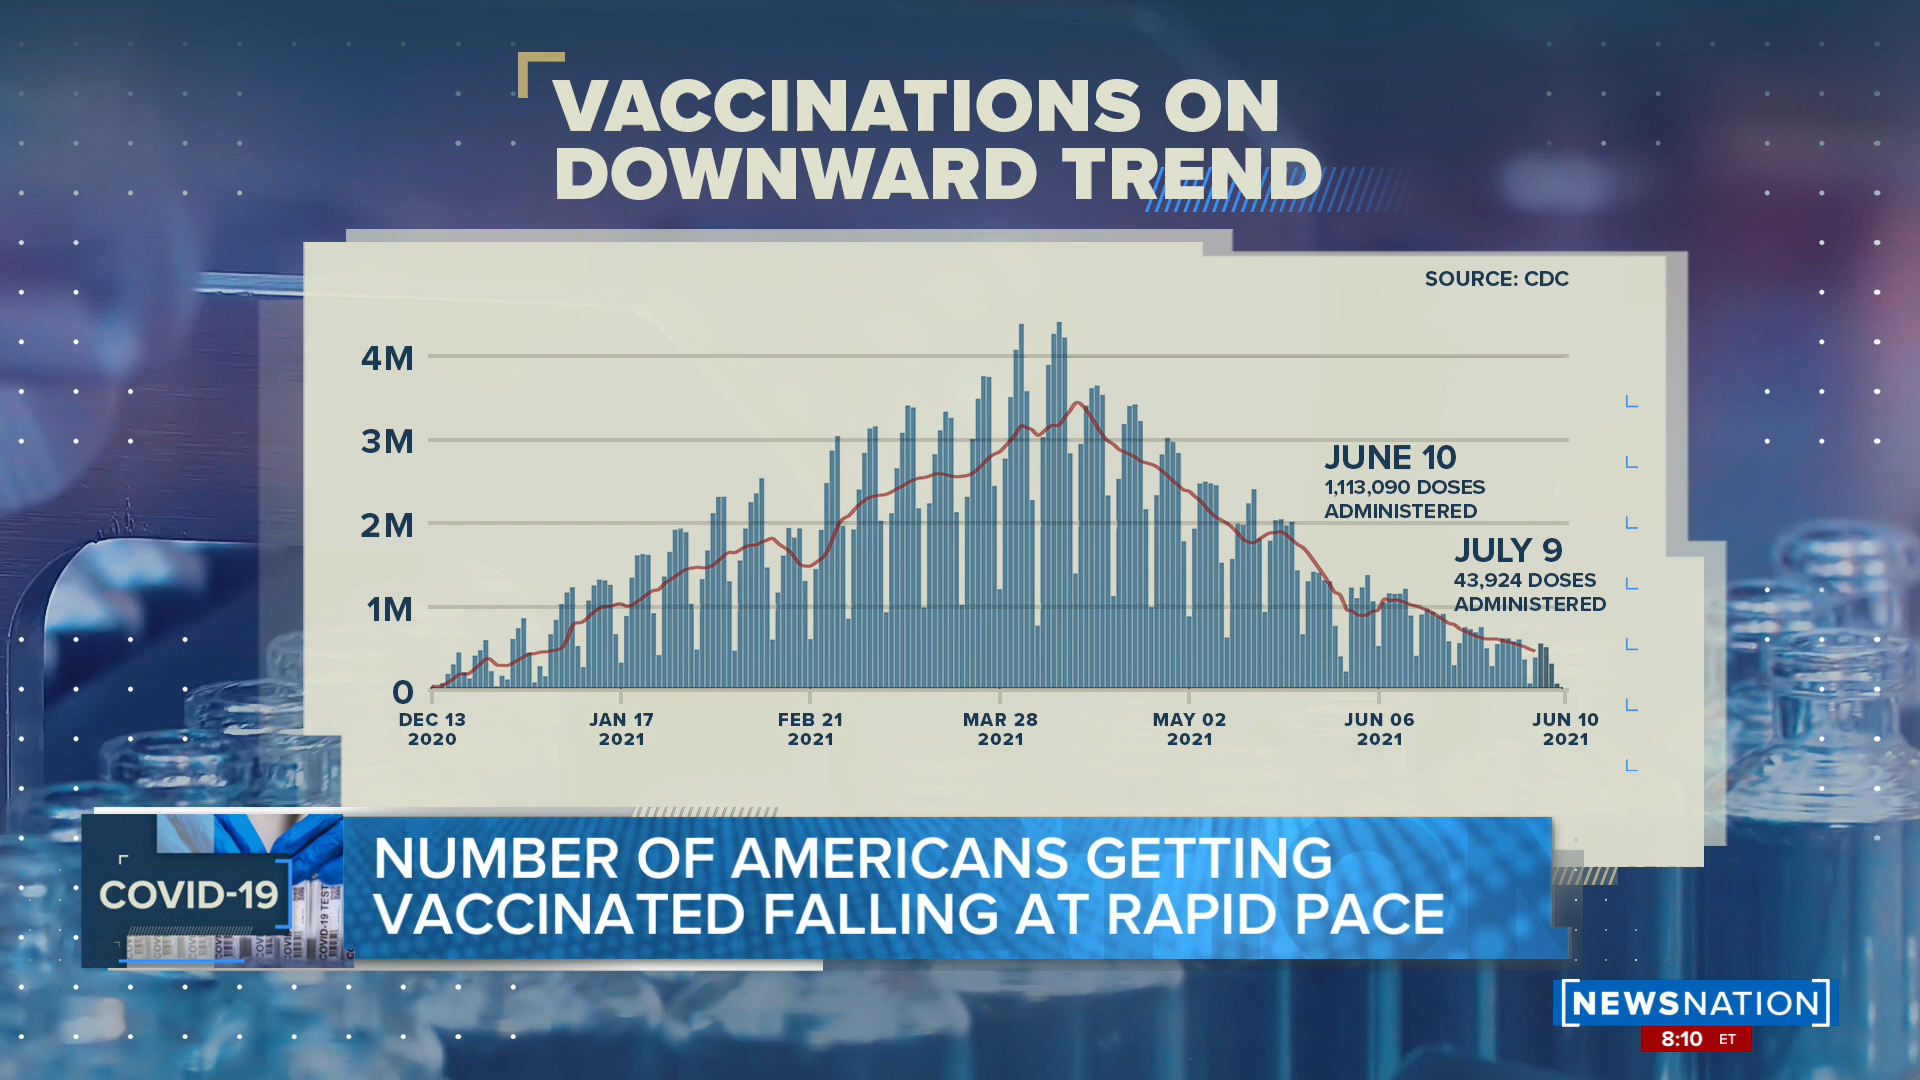 VACCINATIONS ON
DOWNWARD TREND
SOURCE: CDC
4M
3M
2M
1M
0
JUNE 10
1,113,090 DOSES
ADMINISTERED
JULY 9
43,924 DOSES
ADMINISTERED
DEC 13
2020
JAN 17
2021
FEB 21
2021
MAR 28
2021
MAY 02
2021
JUN 06
2021
JUN 10
2021
COVID-19
COVID-19 TEST
NUMBER OF AMERICANS GETTING
VACCINATED FALLING AT RAPID PACE
NEWSNATION
8:10 ET